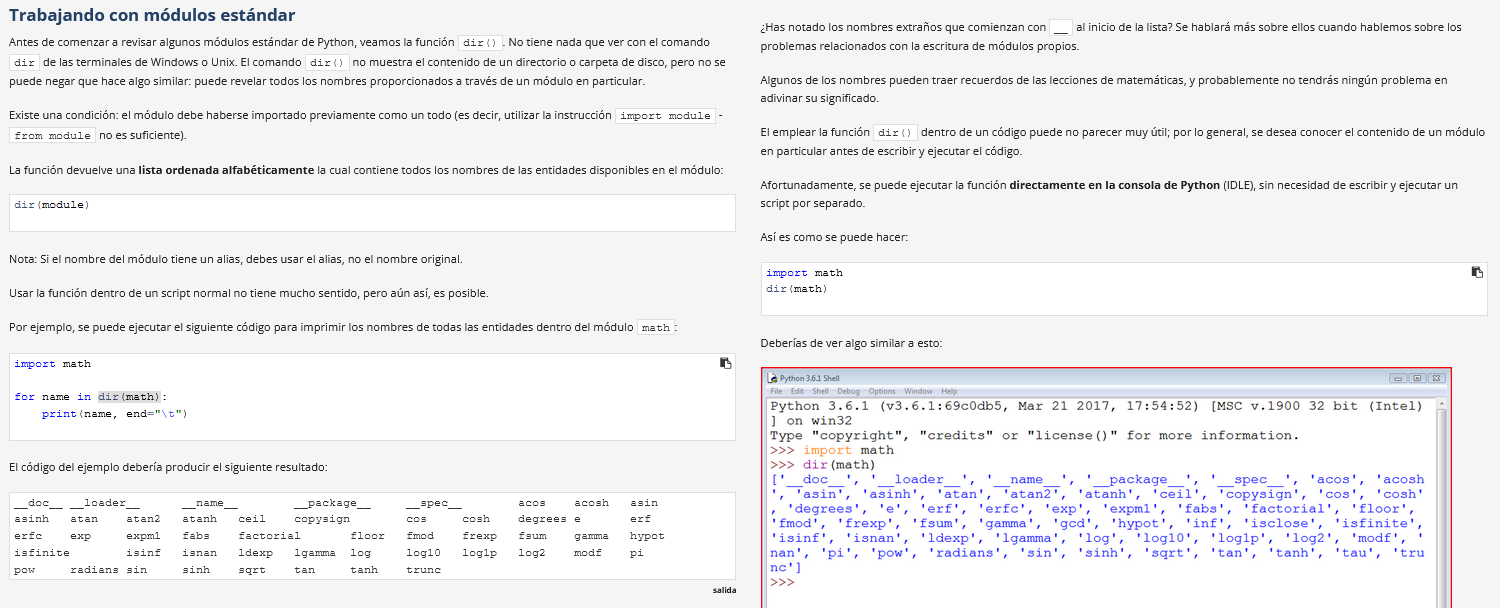 Trabajando con módulos estándar
Antes de comenzar a revisar algunos módulos estándar de Python, veamos la función dir(). No tiene nada que ver con el comando
dir de las terminales de Windows o Unix. El comando dir() no muestra el contenido de un directorio o carpeta de disco, pero no se
puede negar que hace algo similar: puede revelar todos los nombres proporcionados a través de un módulo en particular.
Existe una condición: el módulo debe haberse importado previamente como un todo (es decir, utilizar la instrucción import module -
from module no es suficiente).
La función devuelve una lista ordenada alfabéticamente la cual contiene todos los nombres de las entidades disponibles en el módulo:
dir(module)
Nota: Si el nombre del módulo tiene un alias, debes usar el alias, no el nombre original.
Usar la función dentro de un script normal no tiene mucho sentido, pero aún así, es posible.
Por ejemplo, se puede ejecutar el siguiente código para imprimir los nombres de todas las entidades dentro del módulo math:
import math
for name in dir(math):
    print(name, end="\t")
El código del ejemplo debería producir el siguiente resultado:
__doc__ __loader__ __name__ __package__ __spec__ acos acosh asin
asinh atan atan2 atanh ceil copysign cos cosh degrees e erf
erfc exp expm1 fabs factorial floor fmod frexp fsum gamma hypot
isfinite isinf isnan ldexp lgamma log log10 log1p log2 modf pi
pow radians sin sinh sqrt tan tanh trunc
salida
¿Has notado los nombres extraños que comienzan con __ al inicio de la lista? Se hablará más sobre ellos cuando hablemos sobre los
problemas relacionados con la escritura de módulos propios.
Algunos de los nombres pueden traer recuerdos de las lecciones de matemáticas, y probablemente no tendrás ningún problema en
adivinar su significado.
El emplear la función dir() dentro de un código puede no parecer muy útil; por lo general, se desea conocer el contenido de un módulo
en particular antes de escribir y ejecutar el código.
Afortunadamente, se puede ejecutar la función directamente en la consola de Python (IDLE), sin necesidad de escribir y ejecutar un
script por separado.
Así es como se puede hacer:
import math
dir(math)
Deberías de ver algo similar a esto:
Python 3.6.1 Shell
File Edit Shell Debug Options Window Help
Python 3.6.1 (v3.6.1:69c0db5, Mar 21 2017, 17:54:52) [MSC v.1900 32 bit (Intel)
] on win32
Type "copyright", "credits" or "license()" for more information.
>>> import math
>>> dir(math)
['__doc__', '__loader__', '__name__', '__package__', '__spec__', 'acos', 'acosh'
, 'asin', 'asinh', 'atan', 'atan2', 'atanh', 'ceil', 'copysign', 'cos', 'cosh'
, 'degrees', 'e', 'erf', 'erfc', 'exp', 'expm1', 'fabs', 'factorial', 'floor',
'fmod', 'frexp', 'fsum', 'gamma', 'gcd', 'hypot', 'inf', 'isclose', 'isfinite',
'isinf', 'isnan', 'ldexp', 'lgamma', 'log', 'log10', 'log1p', 'log2', 'modf', '
nan', 'pi', 'pow', 'radians', 'sin', 'sinh', 'sqrt', 'tan', 'tanh', 'tau', 'tru
nc']
>>>